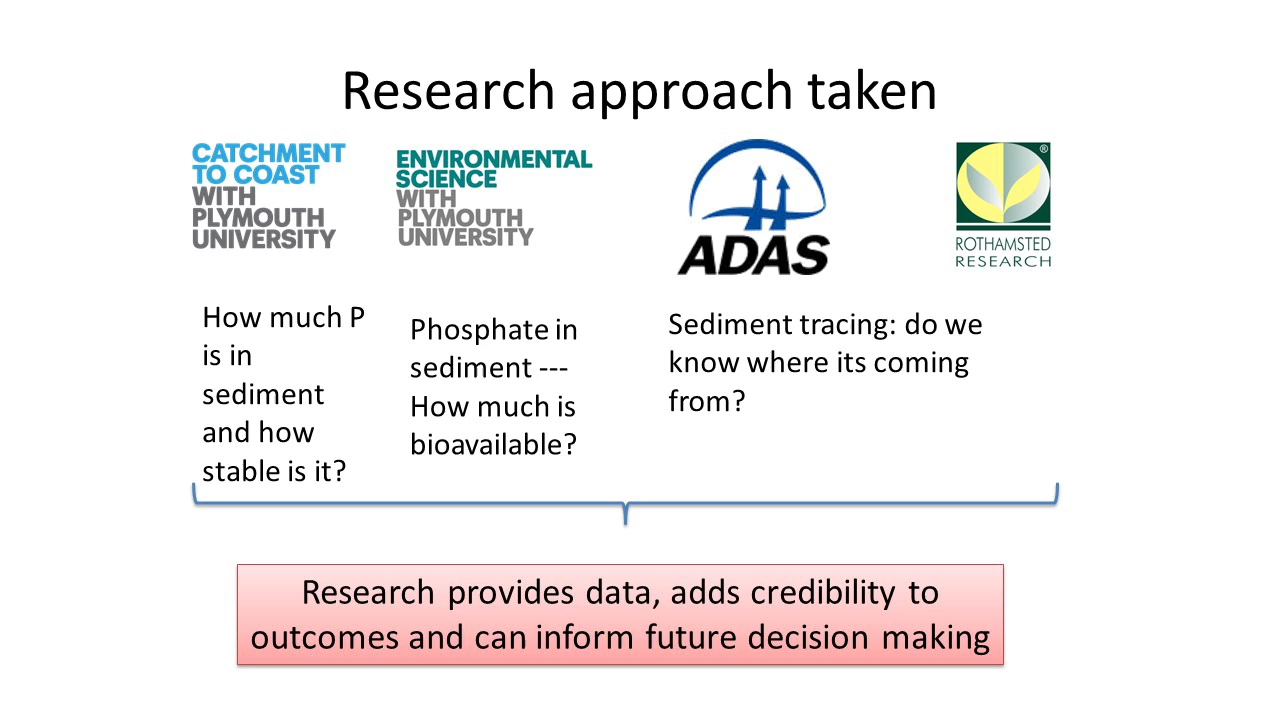 Research approach taken
CATCHMENT
TO COAST
WITH
PLYMOUTH
UNIVERSITY
ENVIRONMENTAL
SCIENCE
WITH
PLYMOUTH
UNIVERSITY
ADAS
®
ROTHAMSTED
RESEARCH
How much P
is in
sediment
and how
stable is it?
Phosphate in
sediment ---
How much is
bioavailable?
Sediment tracing: do we
know where its coming
from?
Research provides data, adds credibility to
outcomes and can inform future decision making